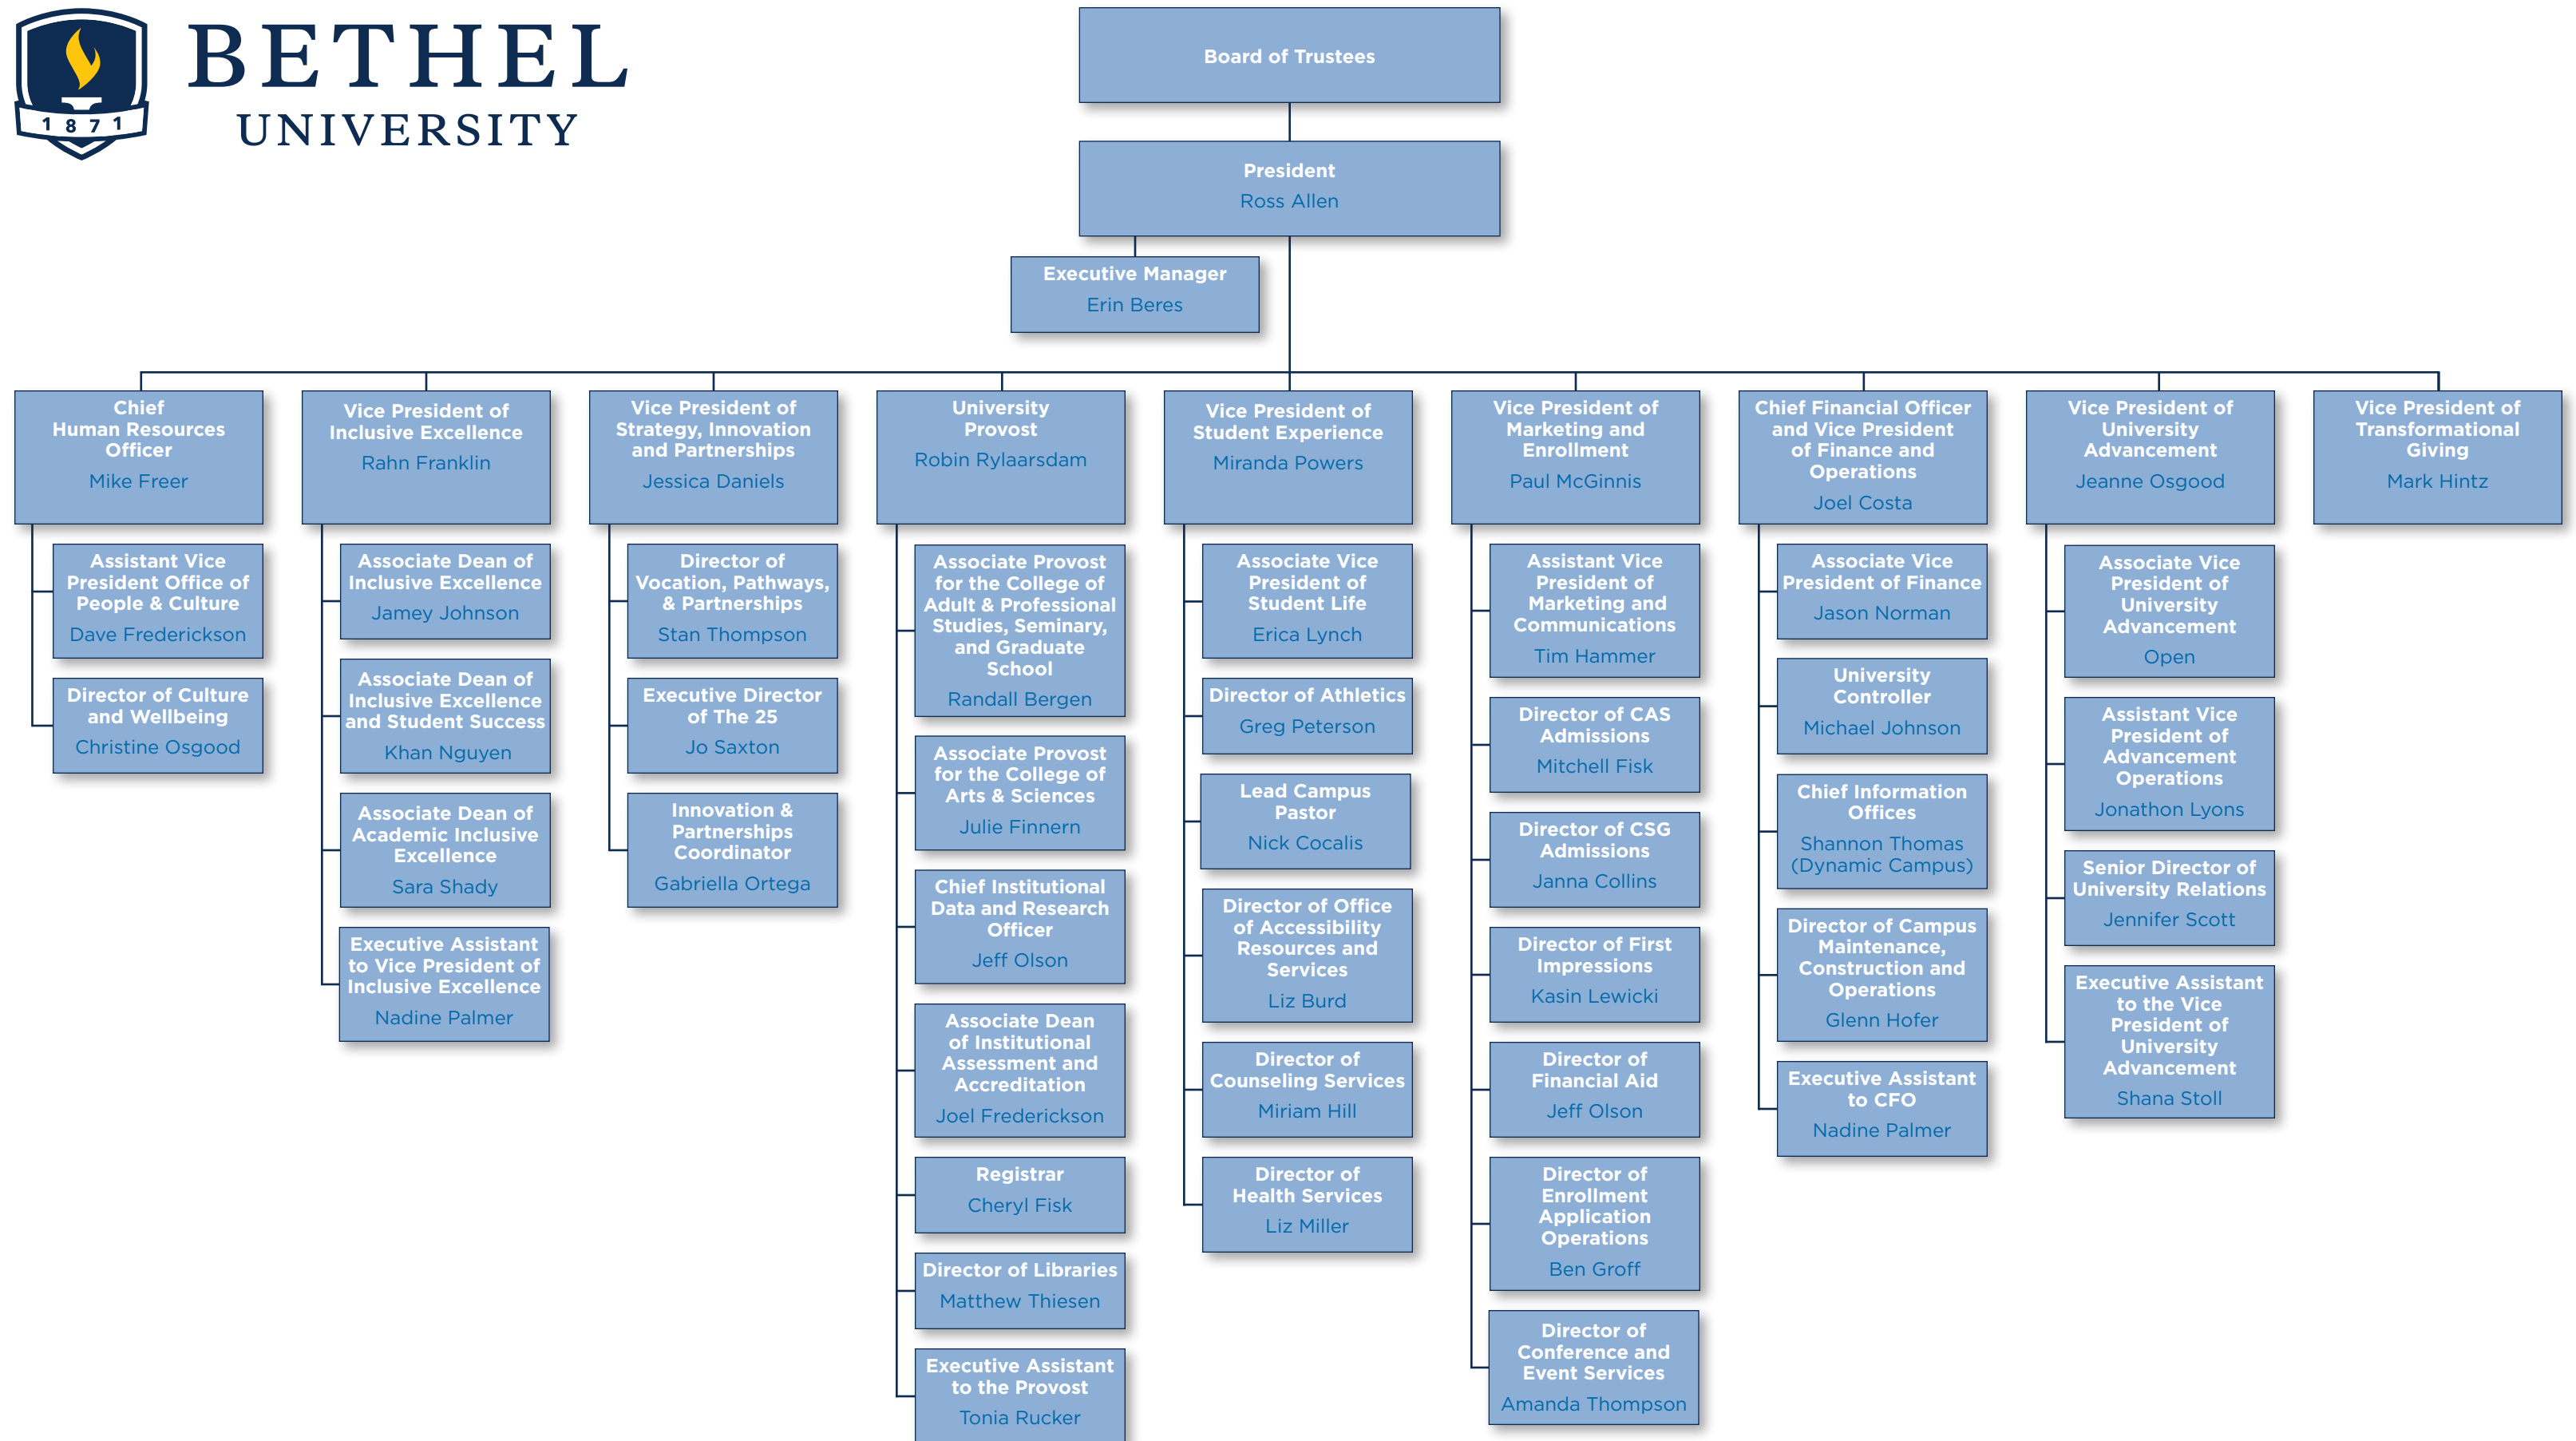 BETHEL
UNIVERSITY
1871
Board of Trustees
President
Ross Allen
Executive Manager
Erin Beres
Chief
Human Resources
Officer
Mike Freer
Assistant Vice
President Office of
People & Culture
Dave Frederickson
Director of Culture
and Wellbeing
Christine Osgood
Vice President of
Inclusive Excellence
Rahn Franklin
Associate Dean of
Inclusive Excellence
Jamey Johnson
Associate Dean of
Inclusive Excellence
and Student Success
Khan Nguyen
Associate Dean of
Academic Inclusive
Excellence
Sara Shady
Executive Assistant
to Vice President of
Inclusive Excellence
Nadine Palmer
Vice President of
Strategy, Innovation
and Partnerships
Jessica Daniels
Director of
Vocation, Pathways,
& Partnerships
Stan Thompson
Executive Director
of The 25
Jo Saxton
Innovation &
Partnerships
Coordinator
Gabriella Ortega
University
Provost
Robin Rylaarsdam
Associate Provost
for the College of
Adult & Professional
Studies, Seminary,
and Graduate
School
Randall Bergen
Associate Provost
for the College of
Arts & Sciences
Julie Finnern
Chief Institutional
Data and Research
Officer
Jeff Olson
Associate Dean
of Institutional
Assessment and
Accreditation
Joel Frederickson
Registrar
Cheryl Fisk
Director of Libraries
Matthew Thiesen
Executive Assistant
to the Provost
Tonia Rucker
Vice President of
Student Experience
Miranda Powers
Associate Vice
President of
Student Life
Erica Lynch
Director of Athletics
Greg Peterson
Lead Campus
Pastor
Nick Cocalis
Director of Office
of Accessibility
Resources and
Services
Liz Burd
Director of
Counseling Services
Miriam Hill
Director of
Health Services
Liz Miller
Vice President of
Marketing and
Enrollment
Paul McGinnis
Assistant Vice
President of
Marketing and
Communications
Tim Hammer
Director of CAS
Admissions
Mitchell Fisk
Director of CSG
Admissions
Janna Collins
Director of First
Impressions
Kasin Lewicki
Director of
Financial Aid
Jeff Olson
Director of
Enrollment
Application
Operations
Ben Groff
Director of
Conference and
Event Services
Amanda Thompson
Chief Financial Officer
and Vice President
of Finance and
Operations
Joel Costa
Associate Vice
President of Finance
Jason Norman
University
Controller
Michael Johnson
Chief Information
Offices
Shannon Thomas
(Dynamic Campus)
Director of Campus
Maintenance,
Construction and
Operations
Glenn Hofer
Executive Assistant
to CFO
Nadine Palmer
Vice President of
University
Advancement
Jeanne Osgood
Associate Vice
President of
University
Advancement
Open
Assistant Vice
President of
Advancement
Operations
Jonathon Lyons
Senior Director of
University Relations
Jennifer Scott
Executive Assistant
to the Vice
President of
University
Advancement
Shana Stoll
Vice President of
Transformational
Giving
Mark Hintz